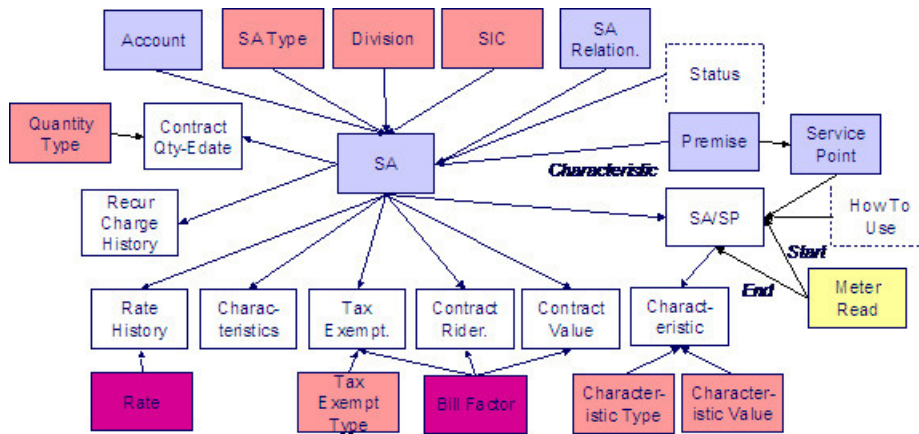 Account
SA Type
Division
SIC
SA
Relation.
Status
Quantity
Type
Contract
Qty-Edate
SA
Premise
Service
Point
Characteristic
Recur
Charge
History
SA/SP
How To
Use
Start
End
Meter
Read
Rate
History
Charac-
teristics
Tax
Exempt.
Contract
Rider.
Contract
Value
Charact-
eristic
Rate
Tax
Exempt
Type
Bill Factor
Character-
istic Type
Character-
istic Value